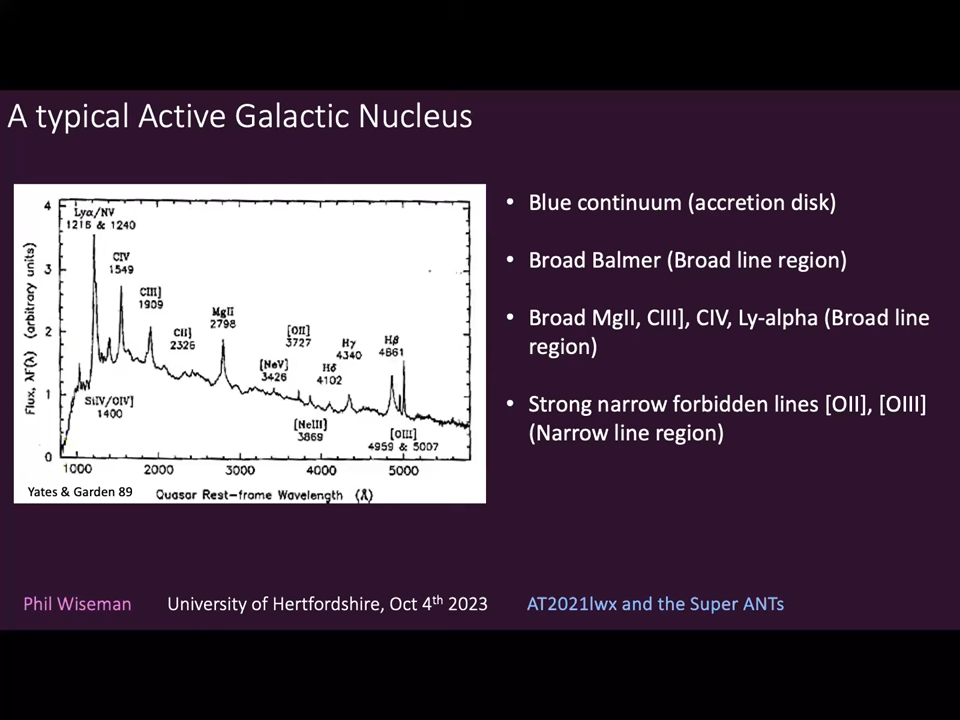 A typical Active Galactic Nucleus
4
3
2
1
0
Flux, λF(λ) (arbitrary units)
Lyα/NV
1216 & 1240
CIV
1549
CIII]
1909
CII]
2326
MgII
2798
[OII]
3727
Hγ
4340
Hβ
4861
[NeV]
3426
Hδ
4102
SiIV/OIV]
1400
[NeIII]
3869
[OIII]
4959 & 5007
1000
2000
3000
4000
5000
Yates & Garden 89
Quasar Rest-frame Wavelength (Å)
• Blue continuum (accretion disk)
• Broad Balmer (Broad line region)
• Broad MgII, CIII], CIV, Ly-alpha (Broad line
region)
• Strong narrow forbidden lines [OII], [OIII]
(Narrow line region)
Phil Wiseman
University of Hertfordshire, Oct 4th 2023
AT2021lwx and the Super ANTs